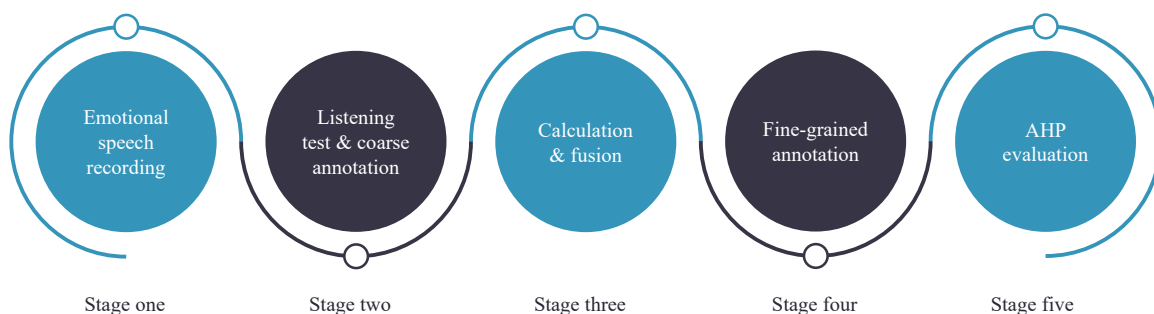 Emotional
speech
recording
Listening
test & coarse
annotation
Calculation
& fusion
Fine-grained
annotation
AHP
evaluation
Stage one
Stage two
Stage three
Stage four
Stage five